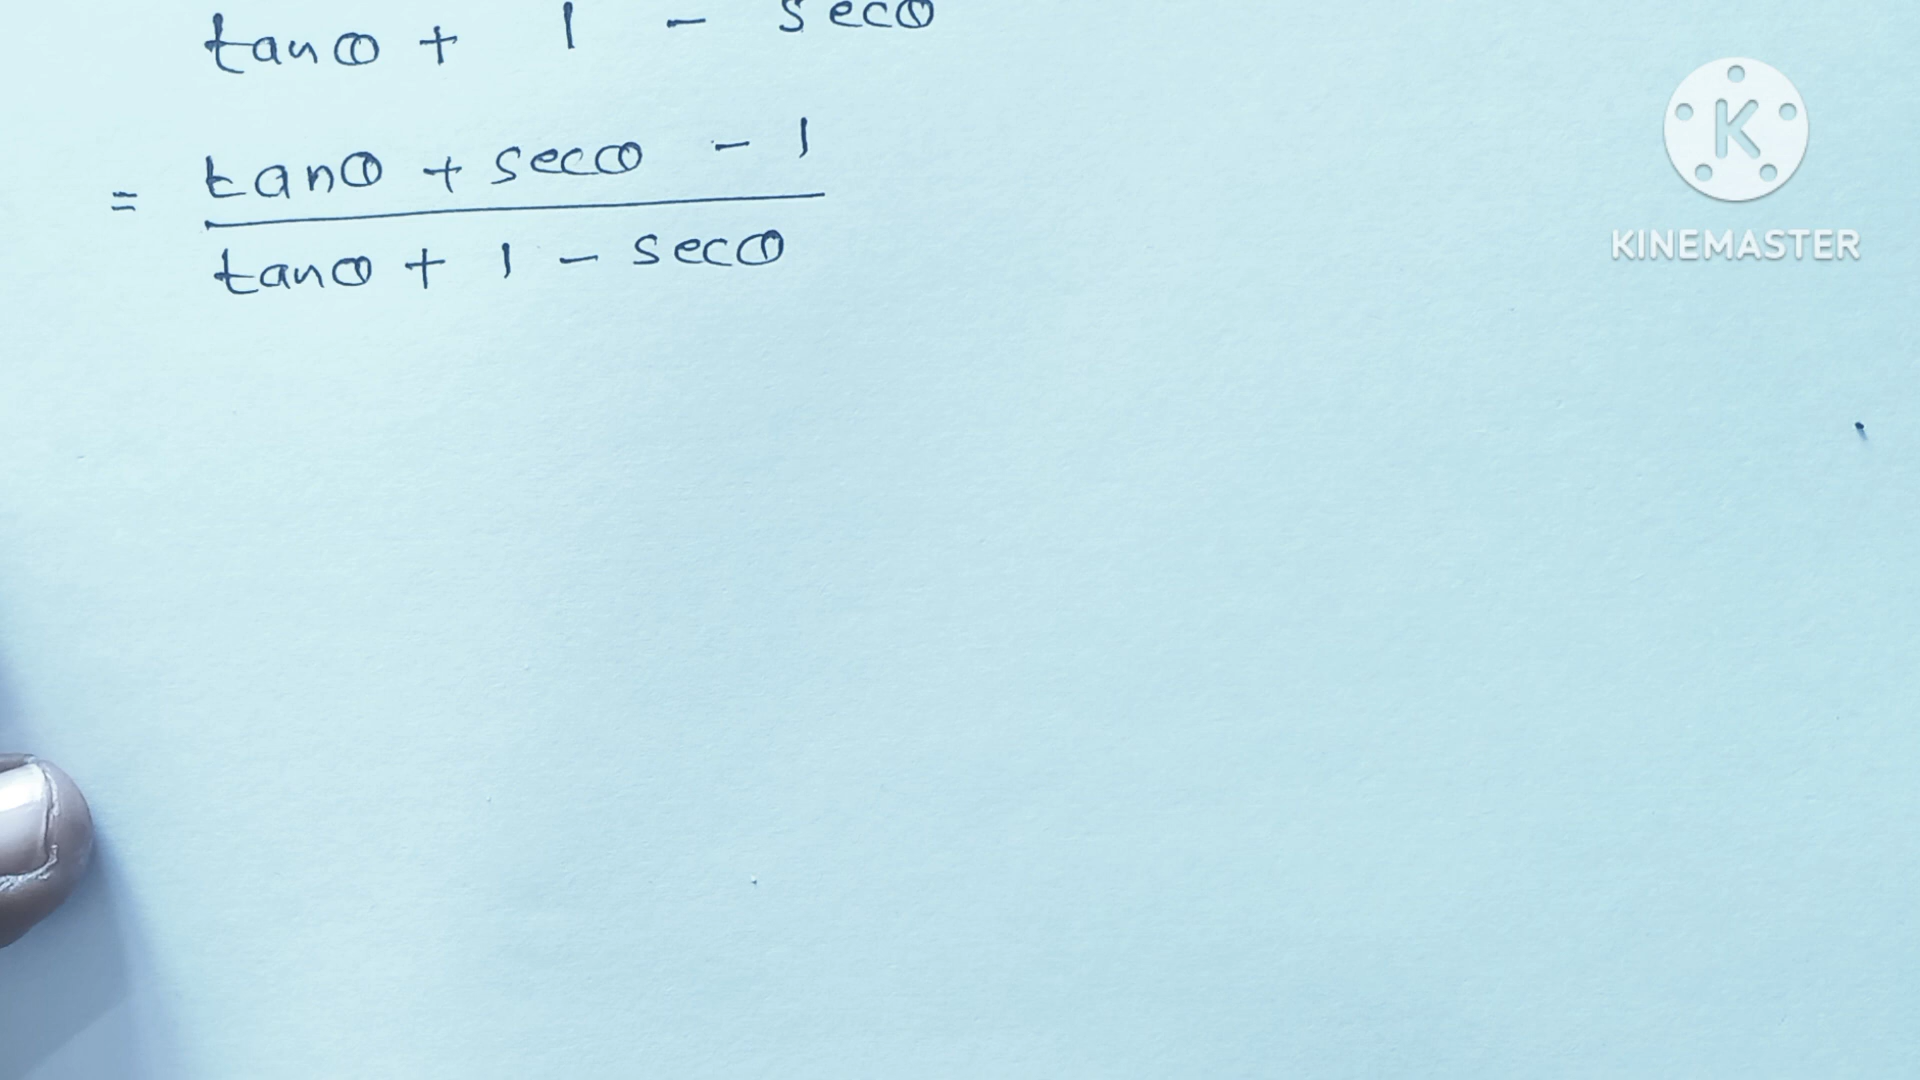 tanθ + 1 - secθ
= tanθ + secθ - 1
tanθ + 1 - secθ
K
KINEMASTER